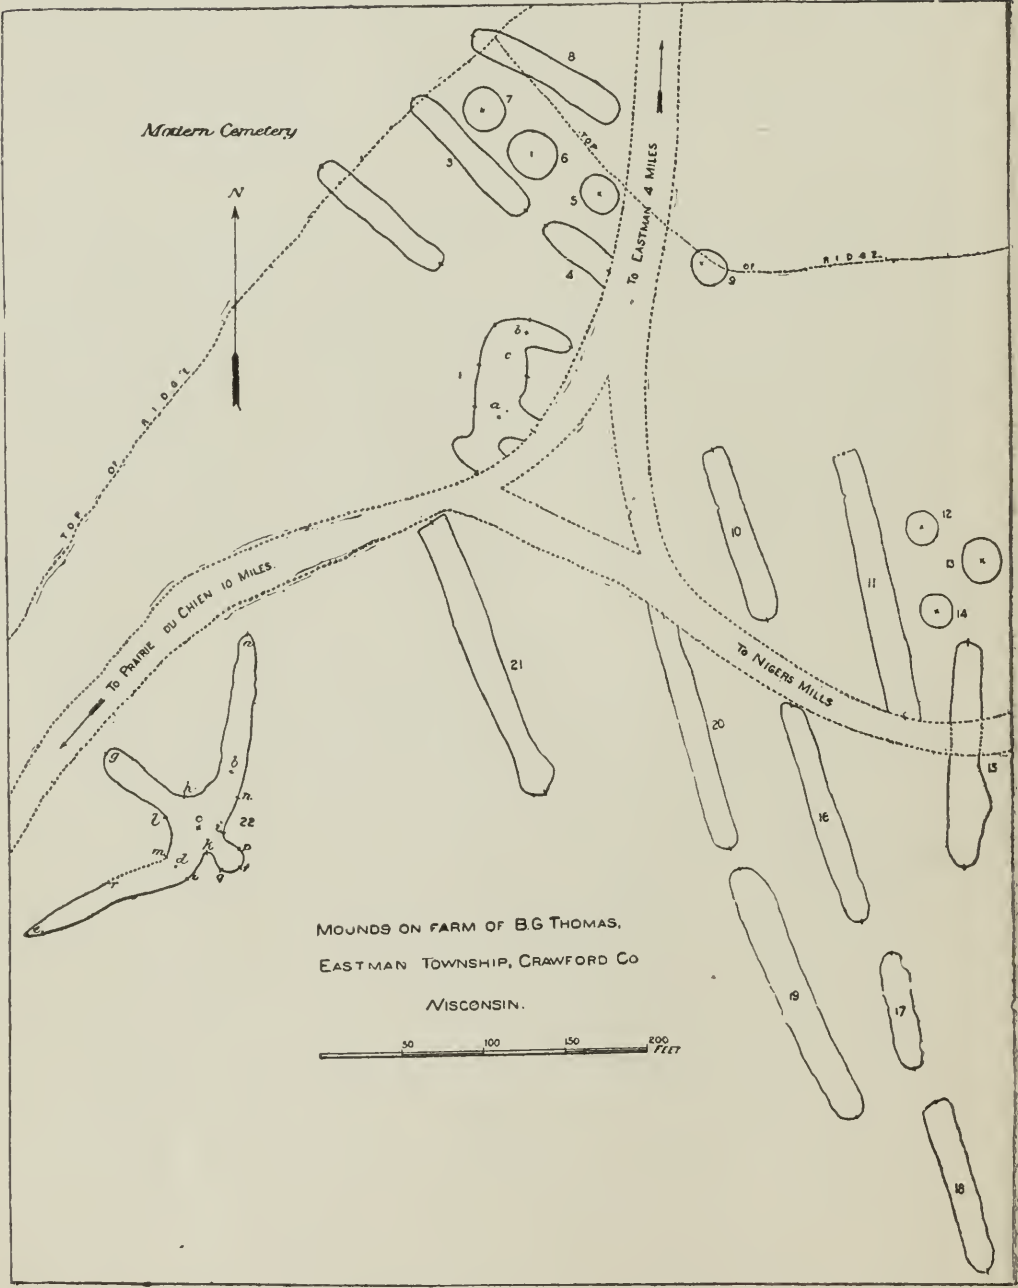 Modern Cemetery
N
8
7
3
6
5
4
TOP
OF
RIDGE
9
TO EASTMAN 4 MILES
1
b
c
a
TOP OF RIDGE
10
11
12
13
14
15
TO PRAIRIE DU CHIEN 10 MILES.
TO NIGERS MILLS
21
20
16
19
17
18
g
h
o
n.
l
c
22
m
d
k
p
r
q
e
MOUNDS ON FARM OF B.G THOMAS,
EASTMAN TOWNSHIP, CRAWFORD CO
WISCONSIN.
50 100 150 200
FEET